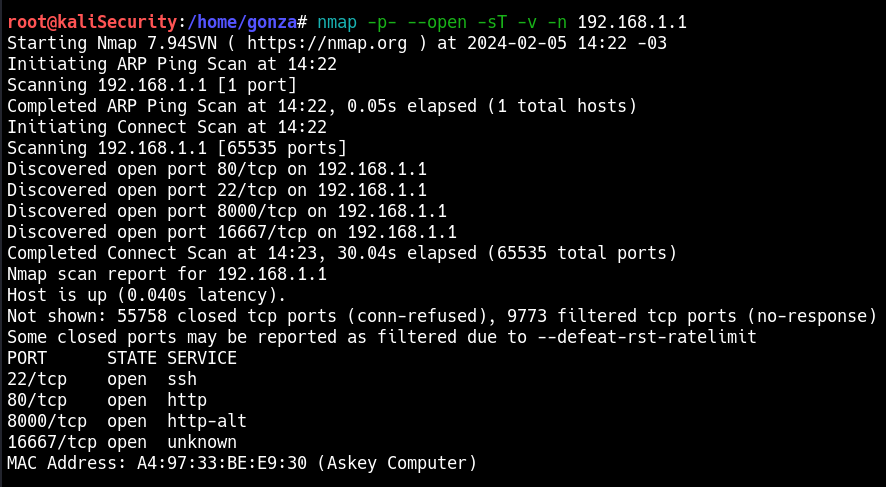 root@kaliSecurity:/home/gonza# nmap -p- --open -sT -v -n 192.168.1.1
Starting Nmap 7.94SVN ( https://nmap.org ) at 2024-02-05 14:22 -03
Initiating ARP Ping Scan at 14:22
Scanning 192.168.1.1 [1 port]
Completed ARP Ping Scan at 14:22, 0.05s elapsed (1 total hosts)
Initiating Connect Scan at 14:22
Scanning 192.168.1.1 [65535 ports]
Discovered open port 80/tcp on 192.168.1.1
Discovered open port 22/tcp on 192.168.1.1
Discovered open port 8000/tcp on 192.168.1.1
Discovered open port 16667/tcp on 192.168.1.1
Completed Connect Scan at 14:23, 30.04s elapsed (65535 total ports)
Nmap scan report for 192.168.1.1
Host is up (0.040s latency).
Not shown: 55758 closed tcp ports (conn-refused), 9773 filtered tcp ports (no-response)
Some closed ports may be reported as filtered due to --defeat-rst-ratelimit
PORT      STATE SERVICE
22/tcp    open  ssh
80/tcp    open  http
8000/tcp  open  http-alt
16667/tcp open  unknown
MAC Address: A4:97:33:BE:E9:30 (Askey Computer)